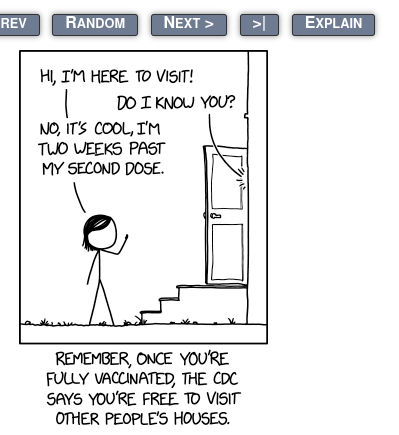 REV RANDOM NEXT > >| EXPLAIN
HI, I'M HERE TO VISIT!
DO I KNOW YOU?
NO, IT'S COOL, I'M
TWO WEEKS PAST
MY SECOND DOSE.
REMEMBER, ONCE YOU'RE
FULLY VACCINATED, THE CDC
SAYS YOU'RE FREE TO VISIT
OTHER PEOPLE'S HOUSES.